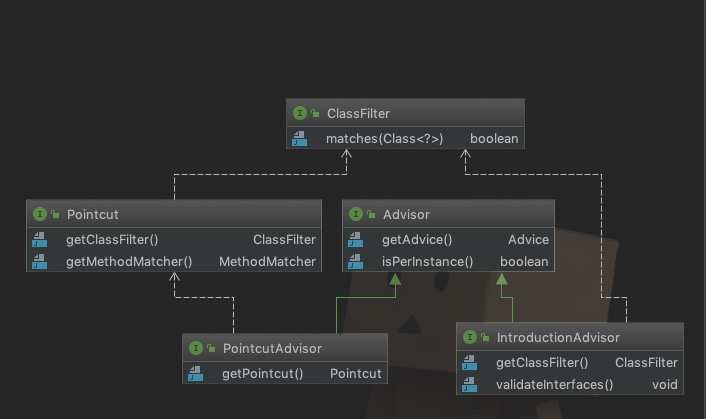 ClassFilter
matches(Class<?>) boolean
Pointcut
getClassFilter() ClassFilter
getMethodMatcher() MethodMatcher
Advisor
getAdvice() Advice
isPerInstance() boolean
PointcutAdvisor
getPointcut() Pointcut
IntroductionAdvisor
getClassFilter() ClassFilter
validateInterfaces() void